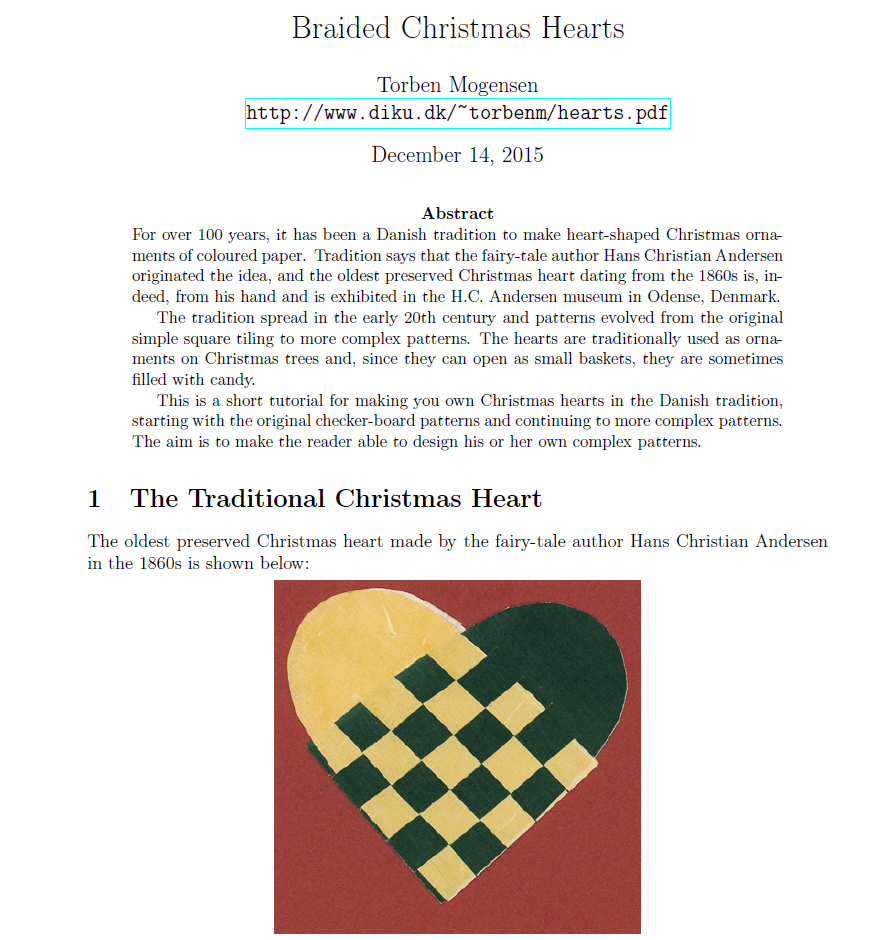 Braided Christmas Hearts
Torben Mogensen
http://www.diku.dk/~torbenm/hearts.pdf
December 14, 2015
Abstract
For over 100 years, it has been a Danish tradition to make heart-shaped Christmas orna-
ments of coloured paper. Tradition says that the fairy-tale author Hans Christian Andersen
originated the idea, and the oldest preserved Christmas heart dating from the 1860s is, in-
deed, from his hand and is exhibited in the H.C. Andersen museum in Odense, Denmark.
The tradition spread in the early 20th century and patterns evolved from the original
simple square tiling to more complex patterns. The hearts are traditionally used as orna-
ments on Christmas trees and, since they can open as small baskets, they are sometimes
filled with candy.
This is a short tutorial for making you own Christmas hearts in the Danish tradition,
starting with the original checker-board patterns and continuing to more complex patterns.
The aim is to make the reader able to design his or her own complex patterns.
1 The Traditional Christmas Heart
The oldest preserved Christmas heart made by the fairy-tale author Hans Christian Andersen
in the 1860s is shown below: